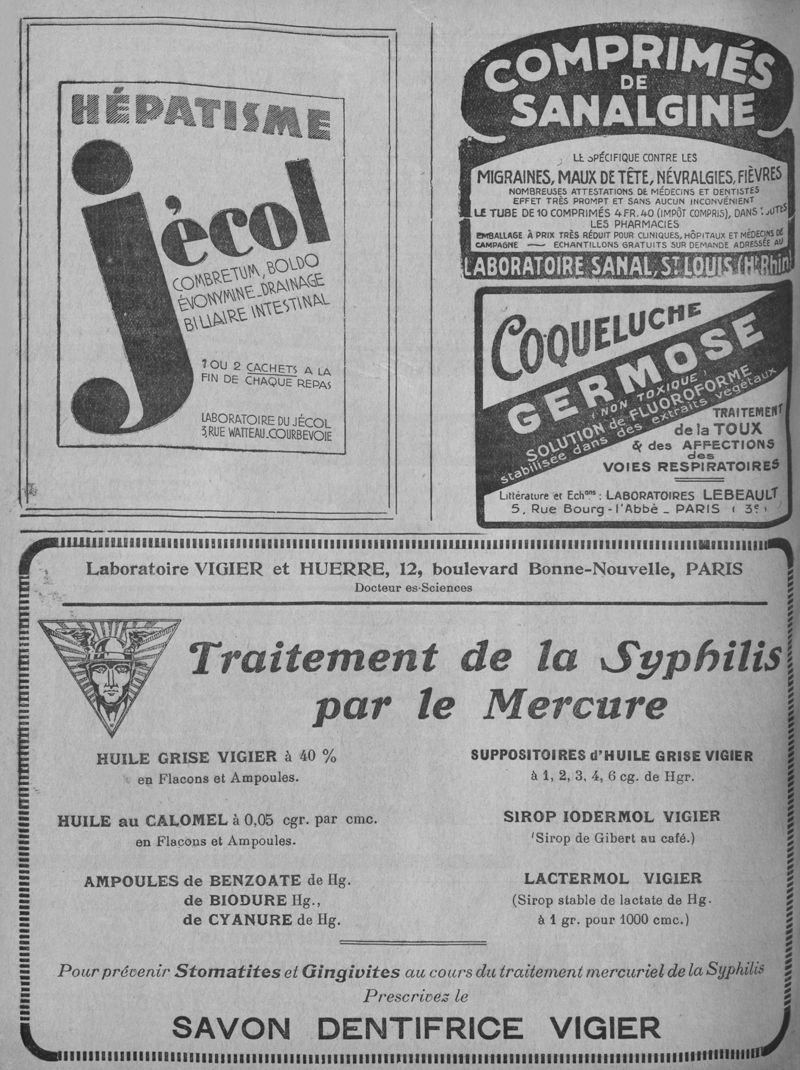 HÉPATISME
jécol
COMBRETUM, BOLDO
ÉVONYMINE_DRAINAGE
BILIAIRE INTESTINAL
1 OU 2 CACHETS A LA
FIN DE CHAQUE REPAS
LABORATOIRE DU JÉCOL
3, RUE WATTEAU_COURBEVOIE
COMPRIMÉS
DE
SANALGINE
LE SPÉCIFIQUE CONTRE LES
MIGRAINES, MAUX DE TÊTE, NÉVRALGIES, FIÈVRES
NOMBREUSES ATTESTATIONS DE MÉDECINS ET DENTISTES
EFFET TRÈS PROMPT ET SANS AUCUN INCONVÉNIENT
LE TUBE DE 10 COMPRIMÉS 4 FR. 40 (IMPÔT COMPRIS), DANS TOUTES
LES PHARMACIES
EMBALLAGE À PRIX TRÈS RÉDUIT POUR CLINIQUES, HÔPITAUX ET MÉDECINS DE
CAMPAGNE — ECHANTILLONS GRATUITS SUR DEMANDE ADRESSÉE AU
LABORATOIRE SANAL, ST LOUIS (Ht Rhin)
COQUELUCHE
GERMOSE
(NON TOXIQUE)
SOLUTION de FLUOROFORME
stabilisée dans des extraits végétaux
TRAITEMENT
de la TOUX
& des AFFECTIONS
des
VOIES RESPIRATOIRES
Littérature et Echons : LABORATOIRES LEBEAULT
5, Rue Bourg-l'Abbè _ PARIS (3e)
Laboratoire VIGIER et HUERRE, 12, boulevard Bonne-Nouvelle, PARIS
Docteur es-Sciences
Traitement de la Syphilis
par le Mercure
HUILE GRISE VIGIER à 40 %
en Flacons et Ampoules.
HUILE au CALOMEL à 0,05 cgr. par cmc.
en Flacons et Ampoules.
AMPOULES de BENZOATE de Hg.
de BIODURE Hg.,
de CYANURE de Hg.
SUPPOSITOIRES d'HUILE GRISE VIGIER
à 1, 2, 3, 4, 6 cg. de Hgr.
SIROP IODERMOL VIGIER
(Sirop de Gibert au café.)
LACTERMOL VIGIER
(Sirop stable de lactate de Hg.
à 1 gr. pour 1000 cmc.)
Pour prévenir Stomatites et Gingivites au cours du traitement mercuriel de la Syphilis
Prescrivez le
SAVON DENTIFRICE VIGIER